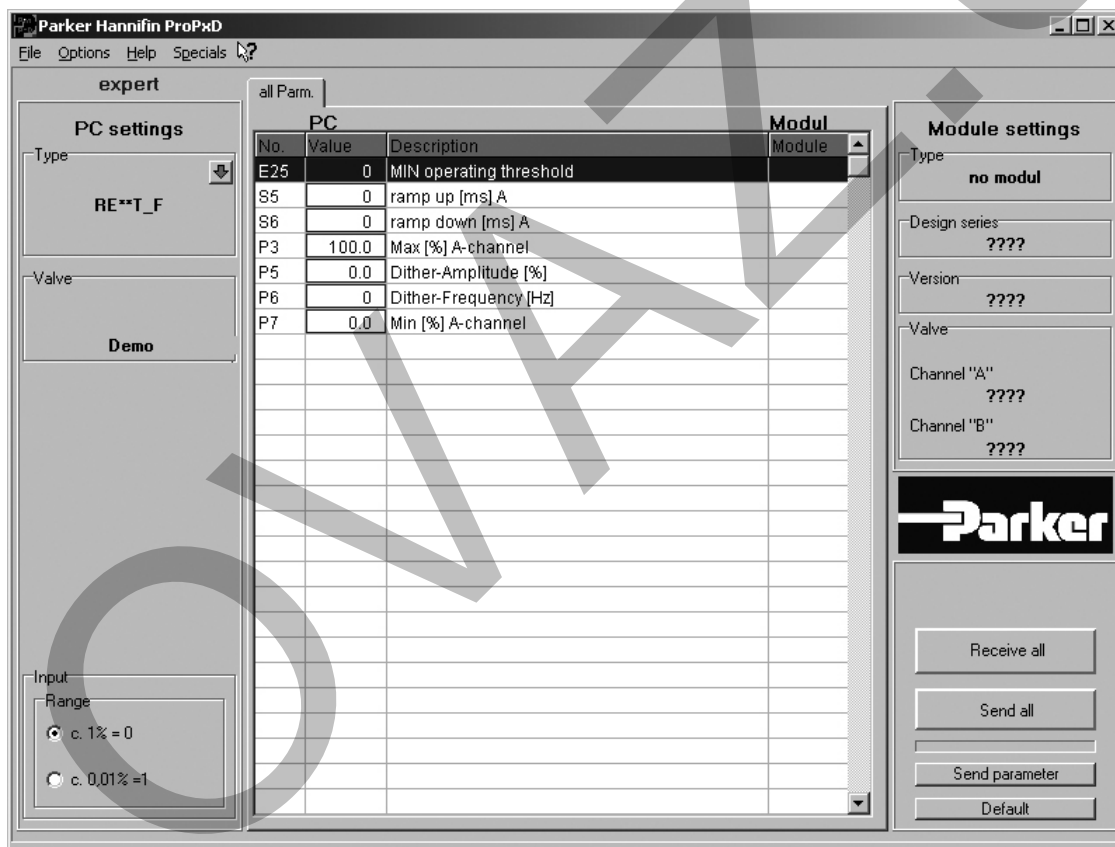 Parker Hannifin ProPxD
File Options Help Specials
expert
PC settings
Type
RE**T_F
Valve
Demo
Input
Range
c. 1% = 0
c. 0,01% =1
all Parm.
PC Modul
No. Value Description Module
E25 0 MIN operating threshold
S5 0 ramp up [ms] A
S6 0 ramp down [ms] A
P3 100.0 Max [%] A-channel
P5 0.0 Dither-Amplitude [%]
P6 0 Dither-Frequency [Hz]
P7 0.0 Min [%] A-channel
Module settings
Type
no modul
Design series
????
Version
????
Valve
Channel "A"
????
Channel "B"
????
Parker
Receive all
Send all
Send parameter
Default
OVAZ.